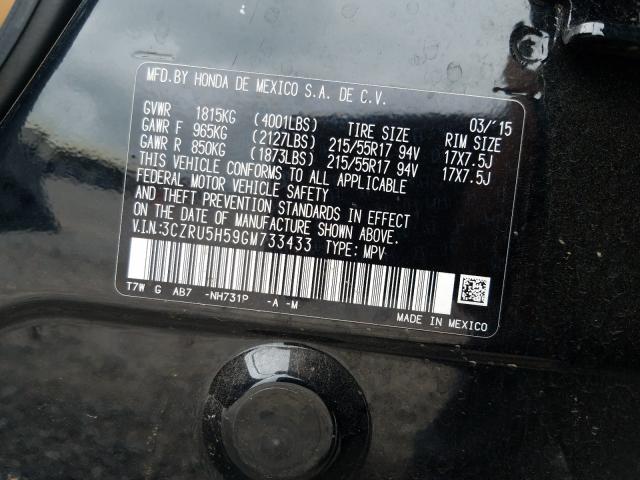 MFD.BY HONDA DE MEXICO S.A. DE C.V.
03/'15
GVWR 1815KG (4001LBS) TIRE SIZE RIM SIZE
GAWR F 965KG (2127LBS) 215/55R17 94V 17X7.5J
GAWR R 850KG (1873LBS) 215/55R17 94V 17X7.5J
THIS VEHICLE CONFORMS TO ALL APPLICABLE
FEDERAL MOTOR VEHICLE SAFETY
AND THEFT PREVENTION STANDARDS IN EFFECT
ON THE DATE OF MANUFACTURE SHOWN ABOVE.
V.I.N:3CZRU5H59GM733433 TYPE: MPV
T7W G AB7 -NH731P -A -M
MADE IN MEXICO